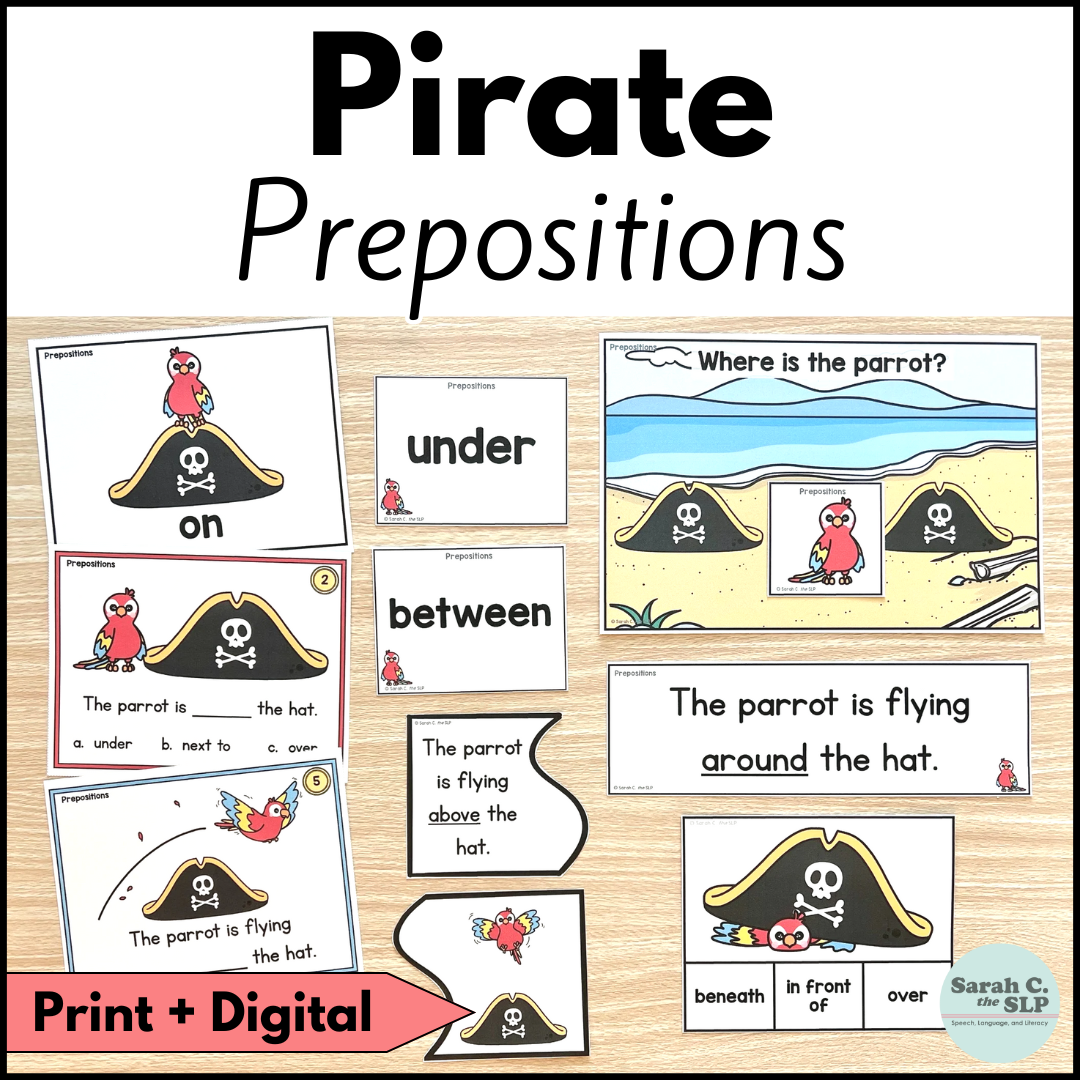 Pirate
Prepositions
Prepositions
on
Prepositions
2
The parrot is ______ the hat.
a. under b. next to c. over
Prepositions
5
The parrot is flying
______ the hat.
Prepositions
under
© Sarah C. the SLP
Prepositions
between
© Sarah C. the SLP
© Sarah C. the SLP
The parrot
is flying
above the
hat.
Prepositions
Where is the parrot?
Prepositions
© Sarah C. the SLP
© Sarah C
Prepositions
The parrot is flying
around the hat.
© Sarah C. the SLP
© Sarah C. the SLP
beneath
in front
of
over
Print + Digital
Sarah C.
the SLP
Speech, Language, and Literacy